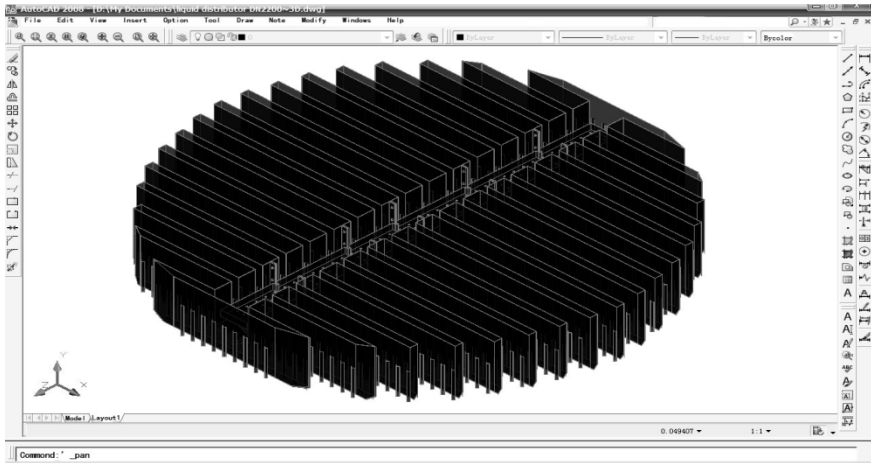 AutoCAD 2008 - [D:\My Documents\liquid distributor DN2200~3D.dwg]
File Edit View Insert Option Tool Draw Note Modify Windows Help
ByLayer ByLayer ByLayer Bycolor
Y
Z X
Model Layout1
0.049407 1:1
Command:' _pan